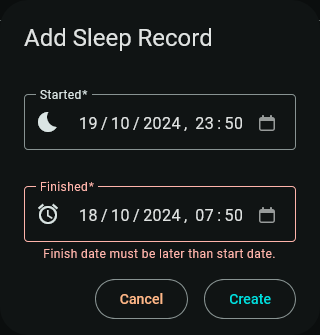 Add Sleep Record
Started*
19/10/2024, 23:50
Finished*
18/10/2024, 07:50
Finish date must be later than start date.
Cancel Create